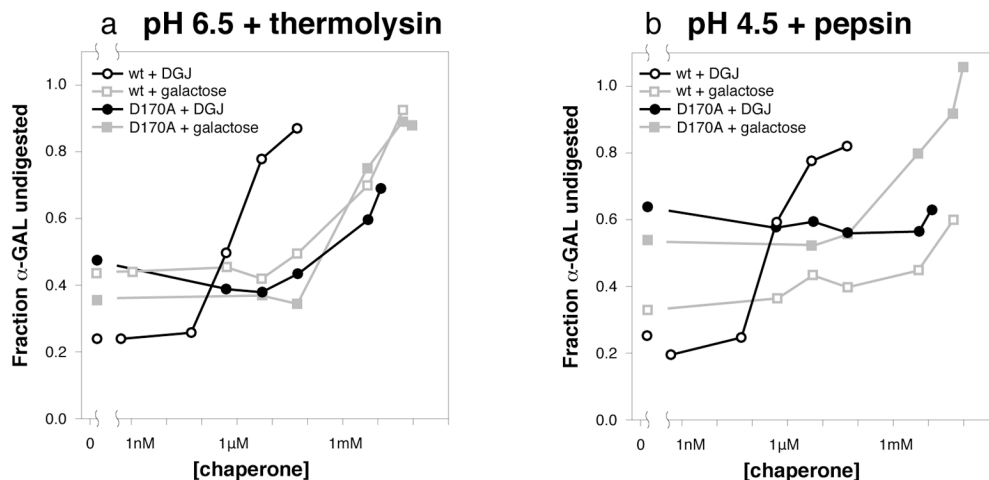 a pH 6.5 + thermolysin
Fraction α-GAL undigested
1.0
0.8
0.6
0.4
0.2
0.0
wt + DGJ
wt + galactose
D170A + DGJ
D170A + galactose
0 1nM 1μM 1mM
[chaperone]
b pH 4.5 + pepsin
Fraction α-GAL undigested
1.0
0.8
0.6
0.4
0.2
0.0
wt + DGJ
wt + galactose
D170A + DGJ
D170A + galactose
0 1nM 1μM 1mM
[chaperone]